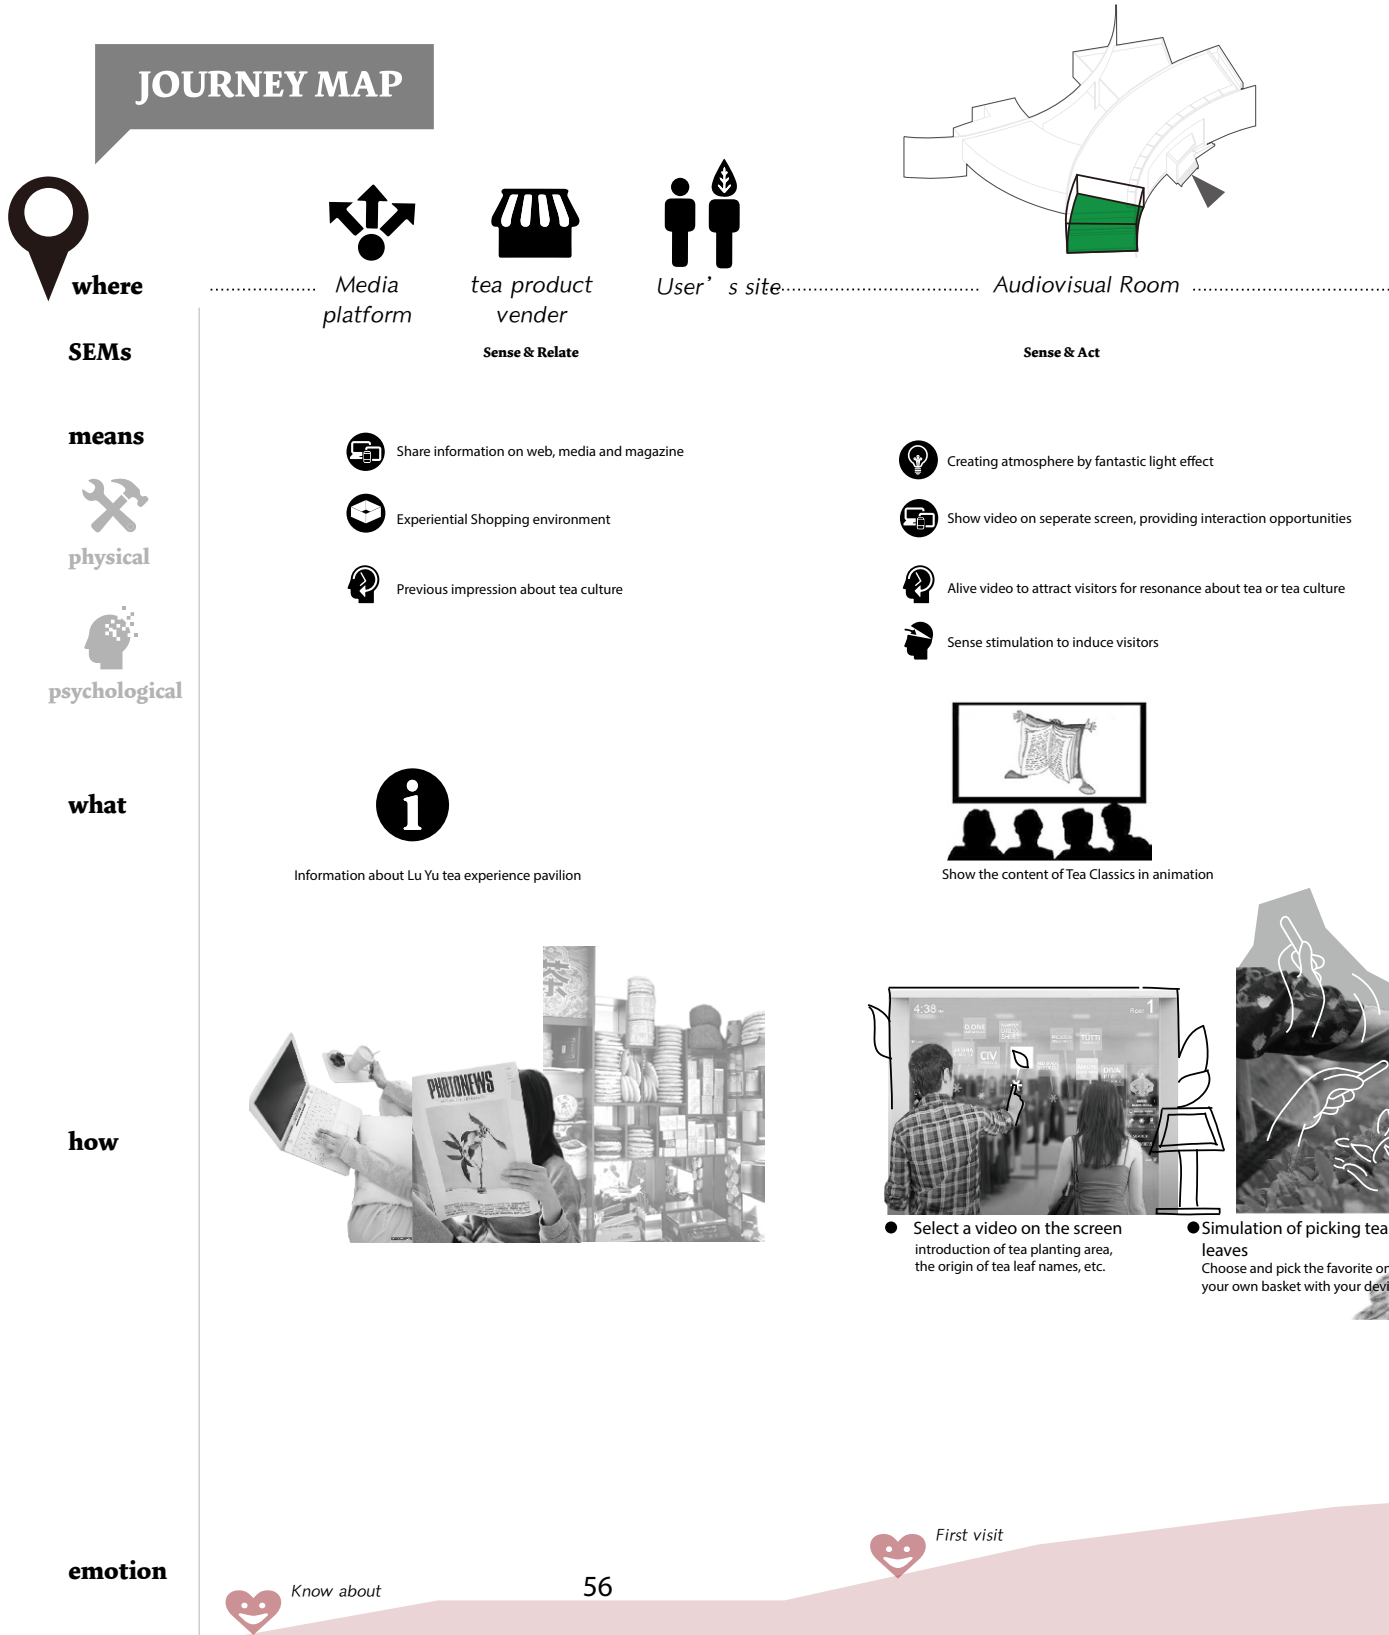 JOURNEY MAP
where
Media
platform
tea product
vender
User’ s site
Audiovisual Room
SEMs
Sense & Relate
Sense & Act
means
physical
psychological
Share information on web, media and magazine
Experiential Shopping environment
Previous impression about tea culture
Creating atmosphere by fantastic light effect
Show video on seperate screen, providing interaction opportunities
Alive video to attract visitors for resonance about tea or tea culture
Sense stimulation to induce visitors
what
Information about Lu Yu tea experience pavilion
Show the content of Tea Classics in animation
how
茶
PHOTONEWS
4:38
Floor 1
CIV
TUTTI
DIVA
Select a video on the screen
introduction of tea planting area,
the origin of tea leaf names, etc.
Simulation of picking tea
leaves
Choose and pick the favorite
your own basket with your
emotion
Know about
56
First visit